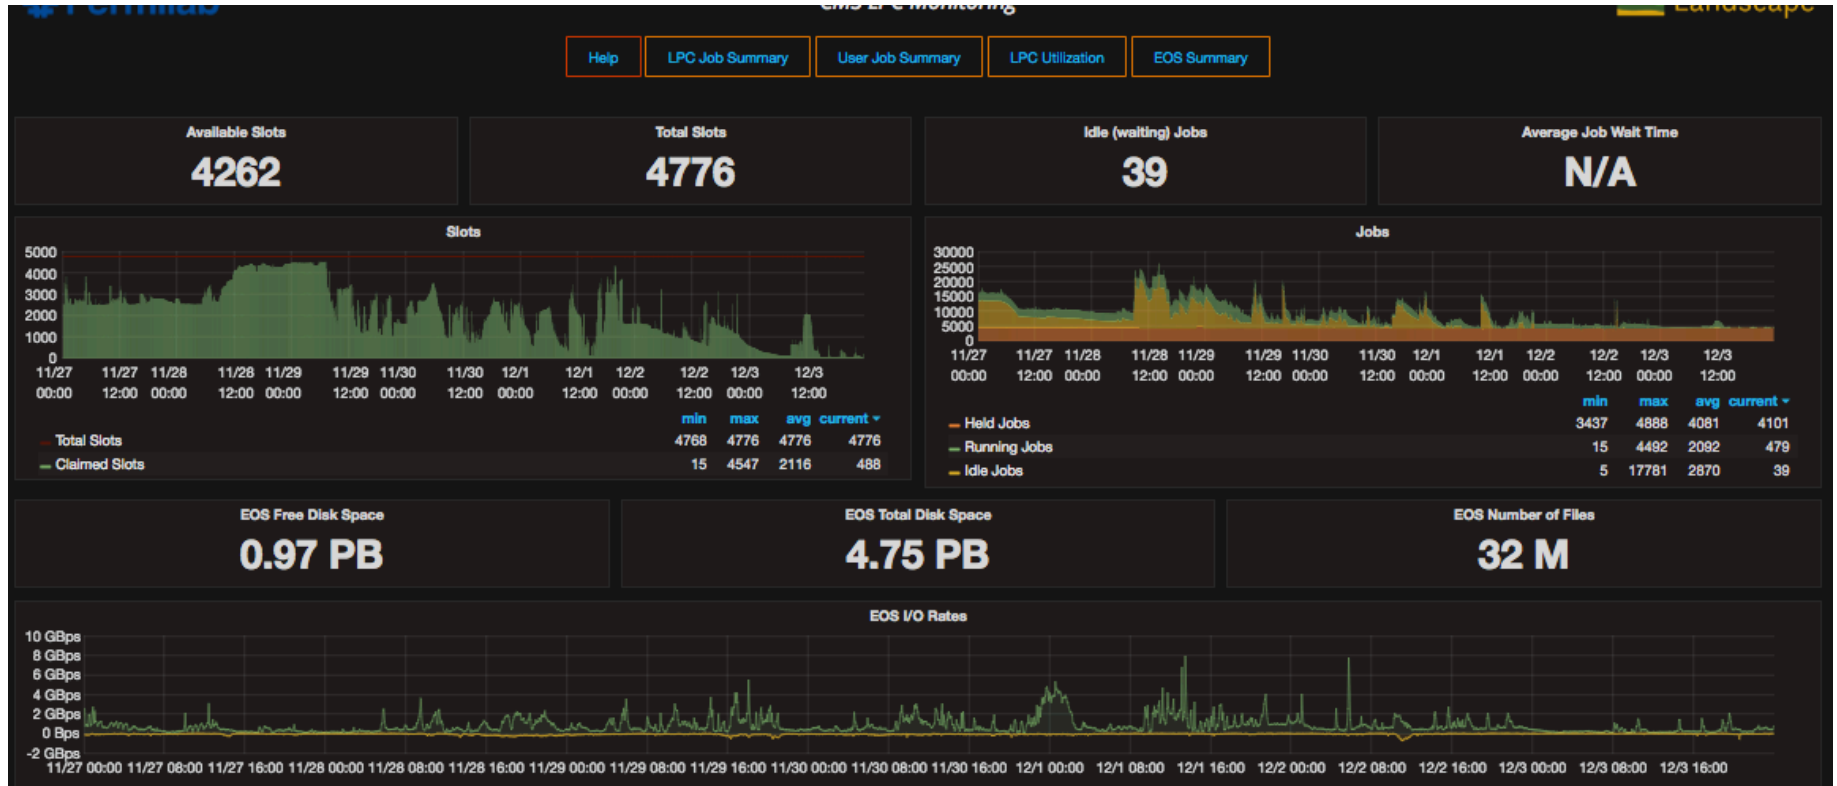 Fermilab CMS LPC Monitoring Landscape
Help LPC Job Summary User Job Summary LPC Utilization EOS Summary
Available Slots
4262
Total Slots
4776
Idle (waiting) Jobs
39
Average Job Wait Time
N/A
Slots
5000
4000
3000
2000
1000
0
11/27 11/27 11/28 11/28 11/29 11/29 11/30 11/30 12/1 12/1 12/2 12/2 12/3 12/3
00:00 12:00 00:00 12:00 00:00 12:00 00:00 12:00 00:00 12:00 00:00 12:00 00:00 12:00
min max avg current
Total Slots 4768 4776 4776 4776
Claimed Slots 15 4547 2116 488
Jobs
30000
25000
20000
15000
10000
5000
0
11/27 11/27 11/28 11/28 11/29 11/29 11/30 11/30 12/1 12/1 12/2 12/2 12/3 12/3
00:00 12:00 00:00 12:00 00:00 12:00 00:00 12:00 00:00 12:00 00:00 12:00 00:00 12:00
min max avg current
Held Jobs 3437 4888 4081 4101
Running Jobs 15 4492 2092 479
Idle Jobs 5 17781 2870 39
EOS Free Disk Space
0.97 PB
EOS Total Disk Space
4.75 PB
EOS Number of Files
32 M
EOS I/O Rates
10 GBps
8 GBps
6 GBps
4 GBps
2 GBps
0 Bps
-2 GBps
11/27 00:00 11/27 08:00 11/27 16:00 11/28 00:00 11/28 08:00 11/28 16:00 11/29 00:00 11/29 08:00 11/29 16:00 11/30 00:00 11/30 08:00 11/30 16:00 12/1 00:00 12/1 08:00 12/1 16:00 12/2 00:00 12/2 08:00 12/2 16:00 12/3 00:00 12/3 08:00 12/3 16:00